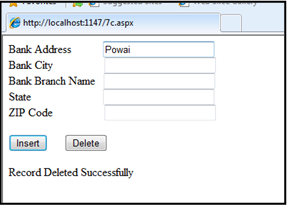 http://localhost:1147/7c.aspx
Bank Address Powai
Bank City
Bank Branch Name
State
ZIP Code
Insert Delete
Record Deleted Successfully